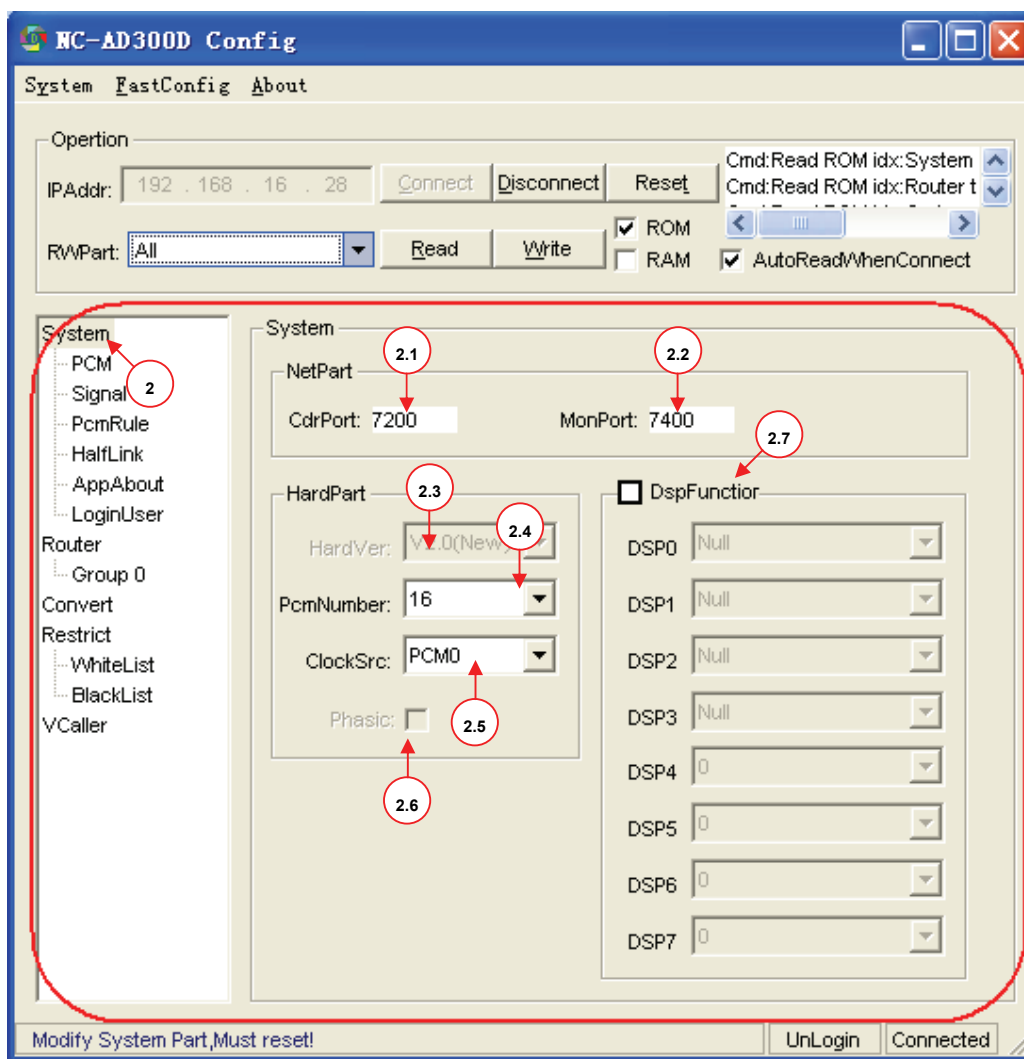 NC-AD300D Config
System FastConfig About
Opertion
IPAddr: 192 . 168 . 16 . 28 Connect Disconnect Reset
Cmd:Read ROM idx:System
Cmd:Read ROM idx:Router t
RWPart: All Read Write ROM
RAM AutoReadWhenConnect
System
PCM
Signal
PcmRule
HalfLink
AppAbout
LoginUser
Router
Group 0
Convert
Restrict
WhiteList
BlackList
VCaller
2
System
2.1
2.2
NetPart
CdrPort: 7200 MonPort: 7400
2.7
HardPart
2.3
2.4
HardVer:
PcmNumber: 16
ClockSrc: PCM0
Phasic:
2.5
2.6
DspFunction
DSP0 Null
DSP1 Null
DSP2 Null
DSP3 Null
DSP4 0
DSP5 0
DSP6 0
DSP7 0
Modify System Part,Must reset! UnLogin Connected